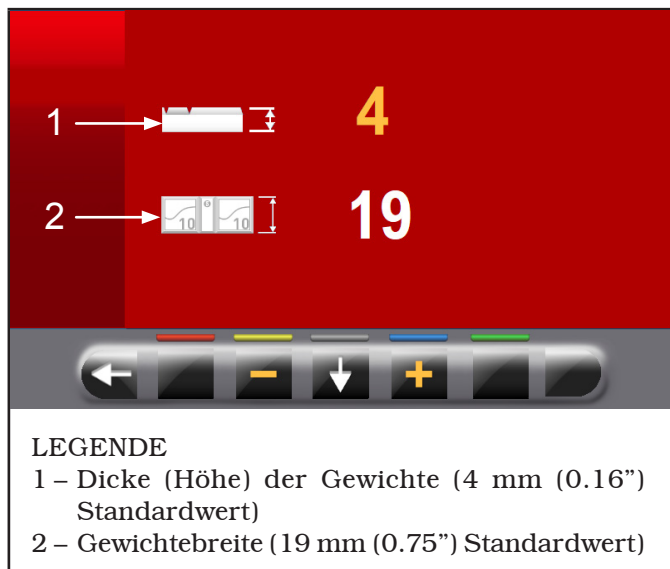 1
4
10
10
2
19
LEGENDE
1 – Dicke (Höhe) der Gewichte (4 mm (0.16”)
Standardwert)
2 – Gewichtebreite (19 mm (0.75”) Standardwert)